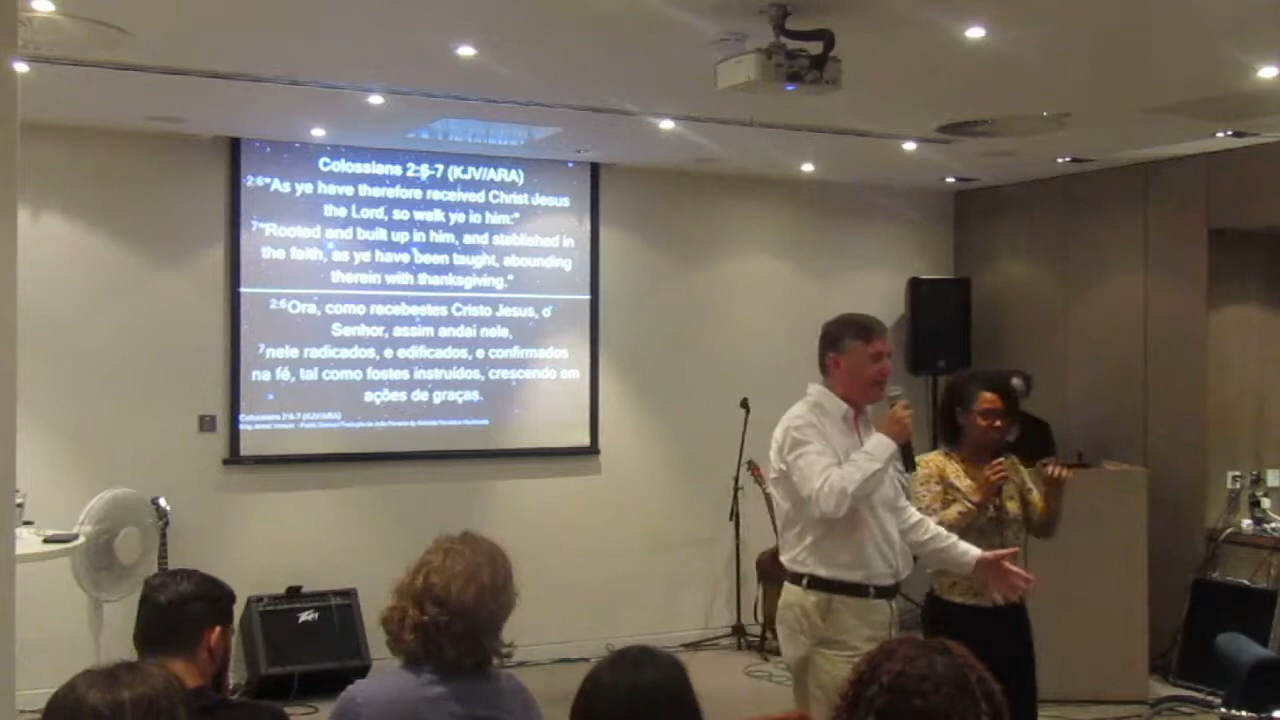 Colossians 2:6-7 (KJV/ARA)
2:6"As ye have therefore received Christ Jesus
the Lord, so walk ye in him:"
7"Rooted and built up in him, and stablished in
the faith, as ye have been taught, abounding
therein with thanksgiving."
2:6Ora, como recebestes Cristo Jesus, o
Senhor, assim andai nele,
7nele radicados, e edificados, e confirmados
na fé, tal como fostes instruídos, crescendo em
ações de graças.
Colossians 2:6-7 (KJV/ARA)
PEAVEY